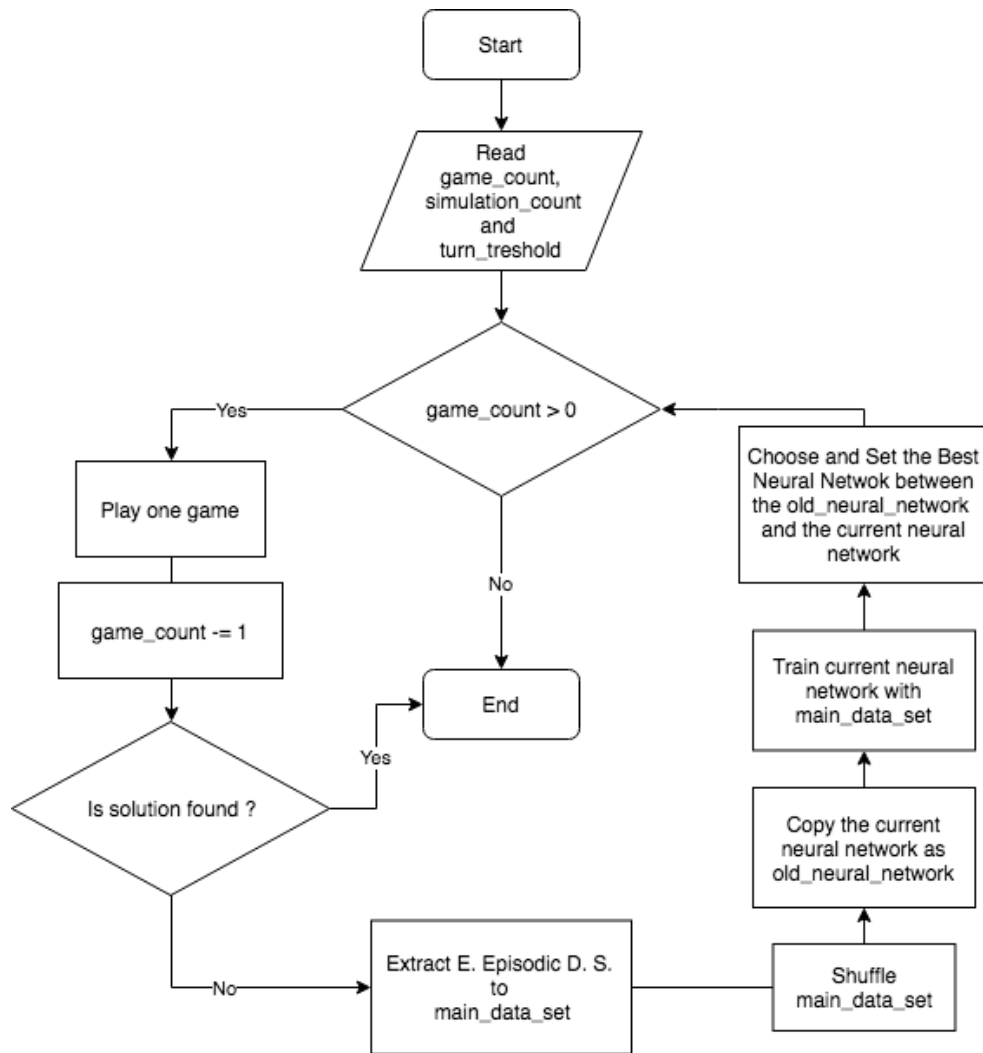 Start
Read
game_count,
simulation_count
and
turn_treshold
game_count > 0
Yes
Play one game
game_count -= 1
Is solution found ?
Yes
No
End
No
Extract E. Episodic D. S.
to
main_data_set
Shuffle
main_data_set
Copy the current
neural network as
old_neural_network
Train current neural
network with
main_data_set
Choose and Set the Best
Neural Netwok between
the old_neural_network
and the current neural
network